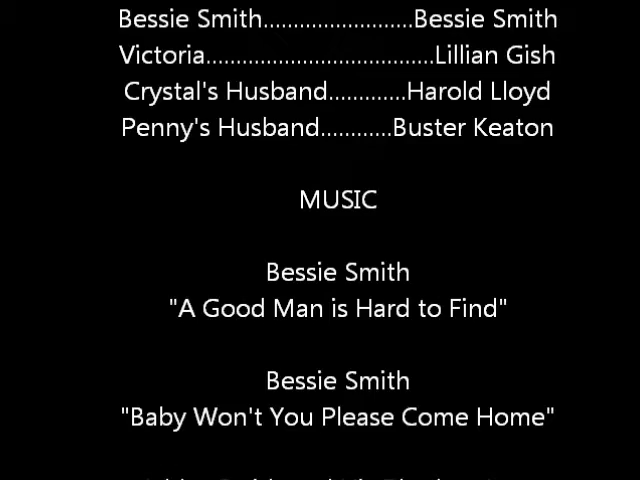 Bessie Smith.........................Bessie Smith
Victoria......................................Lillian Gish
Crystal's Husband.............Harold Lloyd
Penny's Husband............Buster Keaton
MUSIC
Bessie Smith
"A Good Man is Hard to Find"
Bessie Smith
"Baby Won't You Please Come Home"